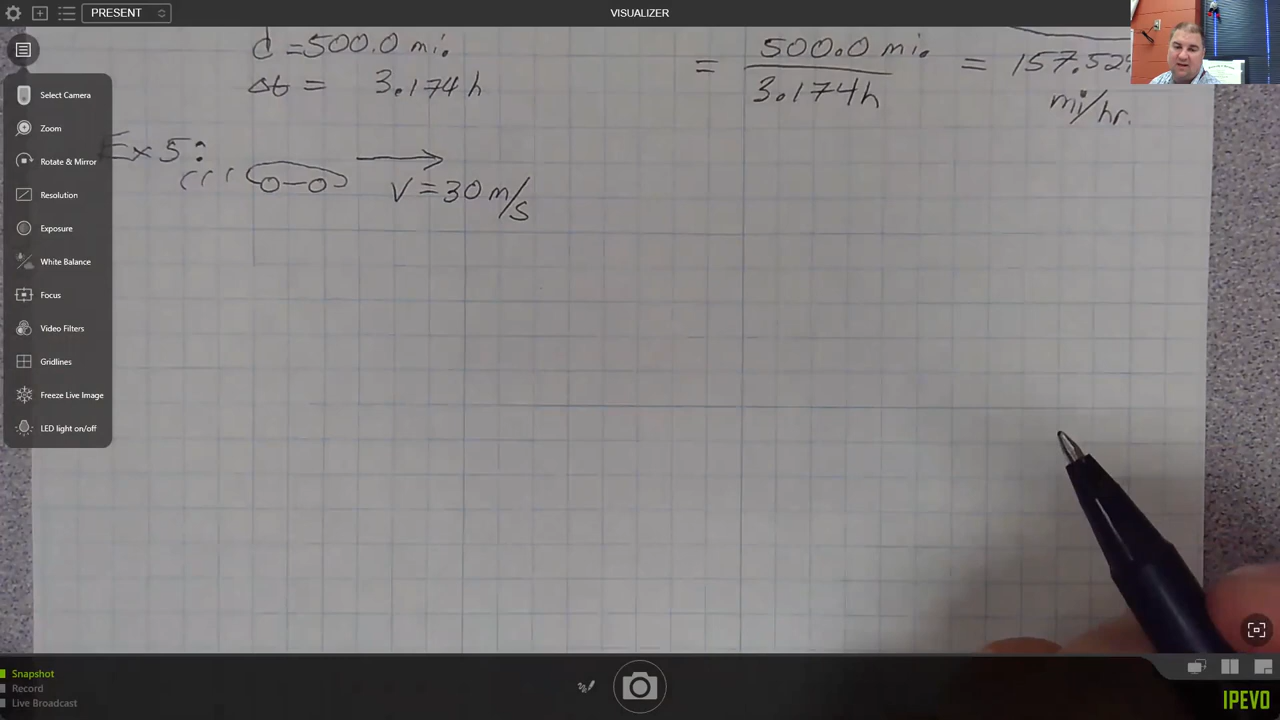 PRESENT
VISUALIZER
Select Camera
Zoom
Rotate & Mirror
Resolution
Exposure
White Balance
Focus
Video Filters
Gridlines
Freeze Live Image
LED light on/off
d = 500.0 mi.
Δt = 3.174 h
= 500.0 mi. / 3.174 h = 157.52
mi/hr.
Ex 5:
V = 30 m/s
Snapshot
Record
Live Broadcast
IPEVO